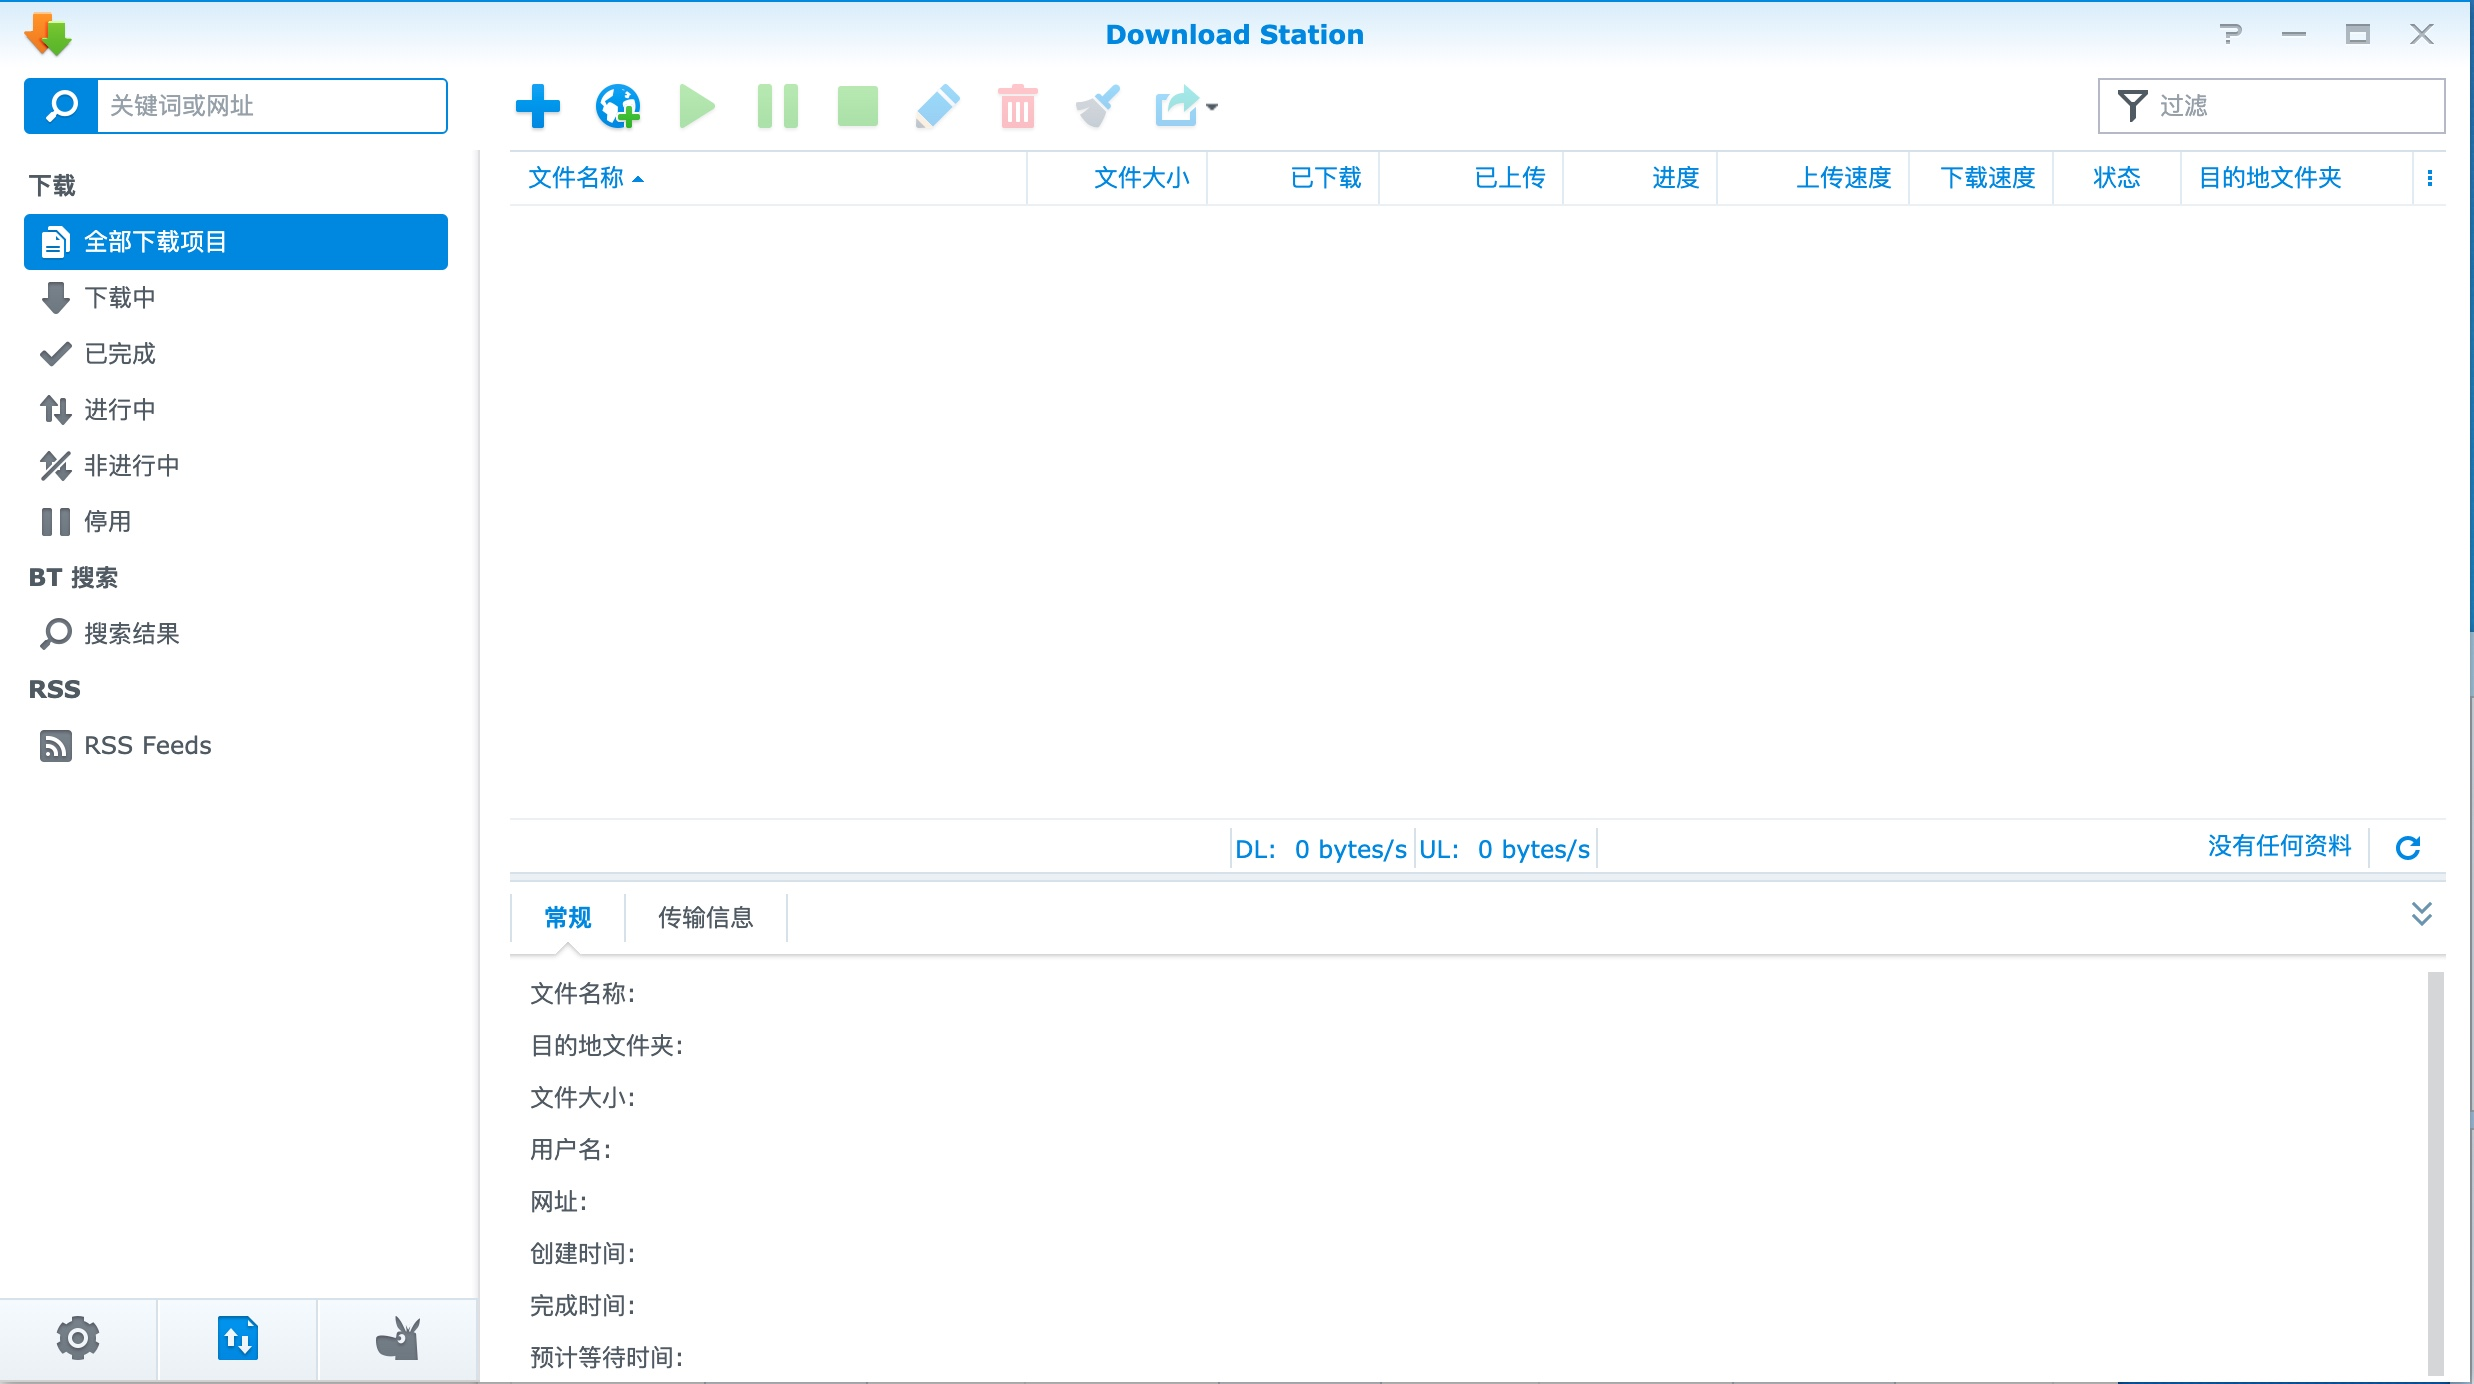 Download Station
关键词或网址
过滤
下载
全部下载项目
下载中
已完成
进行中
非进行中
停用
BT 搜索
搜索结果
RSS
RSS Feeds
文件名称 文件大小 已下载 已上传 进度 上传速度 下载速度 状态 目的地文件夹
DL: 0 bytes/s UL: 0 bytes/s 没有任何资料
常规 传输信息
文件名称:
目的地文件夹:
文件大小:
用户名:
网址:
创建时间:
完成时间:
预计等待时间: